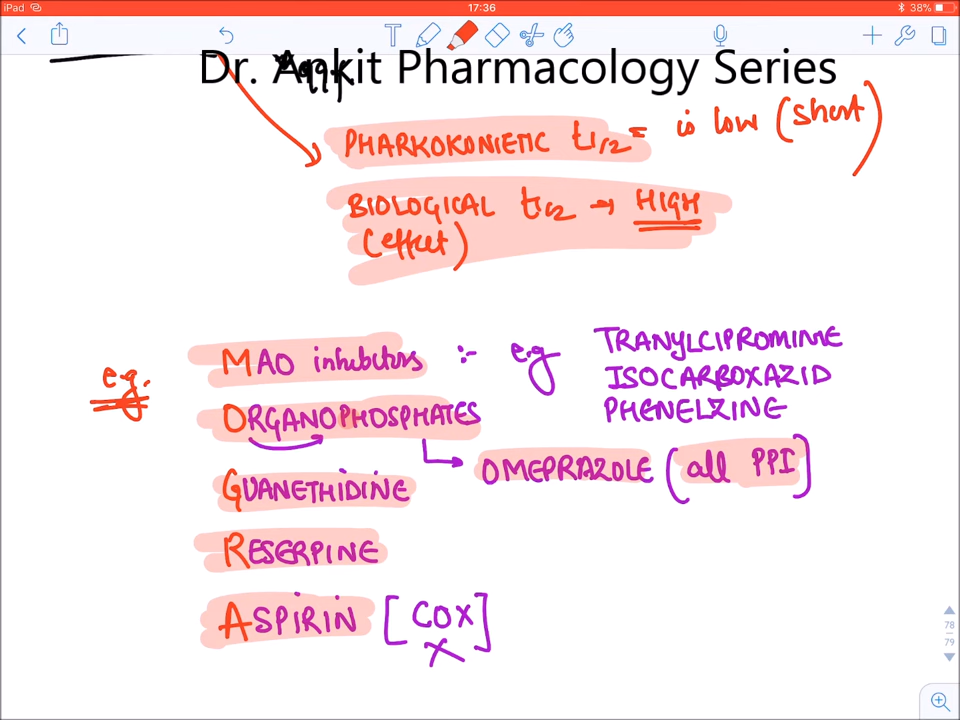 iPad 17:36 38%
T
Dr. Ankit Pharmacology Series
PHARKOKONIETIC t1/2 = is low (short)
BIOLOGICAL t1/2 → HIGH
(effect)
e.g.
MAO inhibitors :- e.g TRANYLCIPROMINE
ISOCARBOXAZID
PHENELZINE
ORGANOPHOSPHATES
OMEPRAZOLE (all PPI)
GUANETHIDINE
RESERPINE
ASPIRIN [COX]
X
78
79